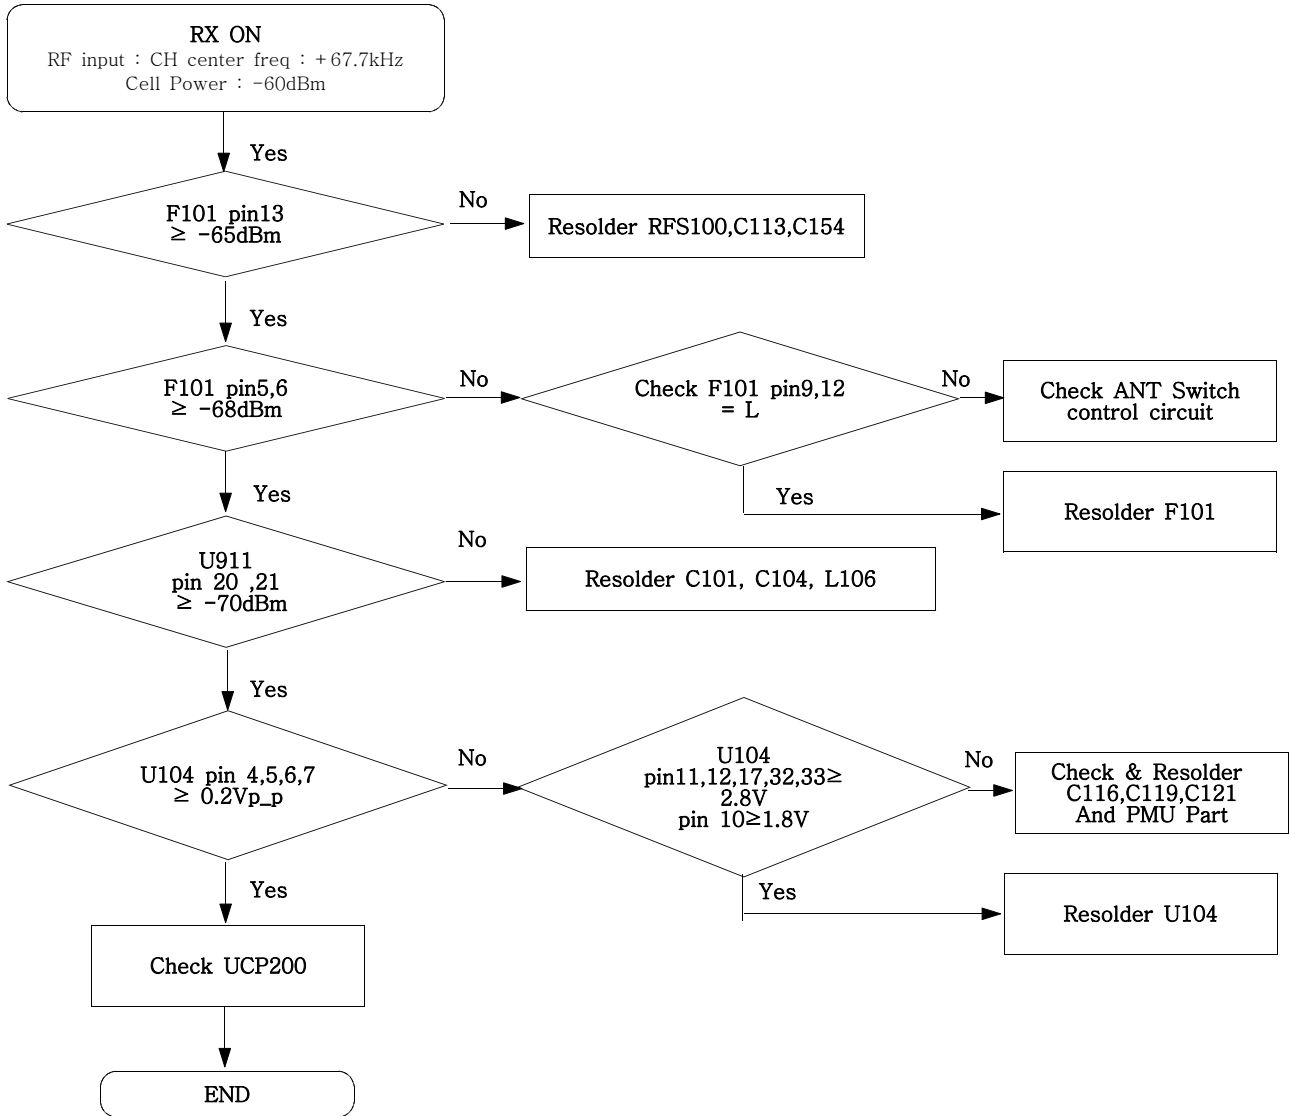 RX ON
RF input : CH center freq : +67.7kHz
Cell Power : -60dBm
Yes
F101 pin13
≥ -65dBm
No
Resolder RFS100,C113,C154
Yes
F101 pin5,6
≥ -68dBm
No
Check F101 pin9,12
= L
No
Check ANT Switch
control circuit
Yes
Resolder F101
Yes
U911
pin 20 ,21
≥ -70dBm
No
Resolder C101, C104, L106
Yes
U104 pin 4,5,6,7
≥ 0.2Vp_p
No
U104
pin11,12,17,32,33≥
2.8V
pin 10≥1.8V
No
Check & Resolder
C116,C119,C121
And PMU Part
Yes
Resolder U104
Yes
Check UCP200
END